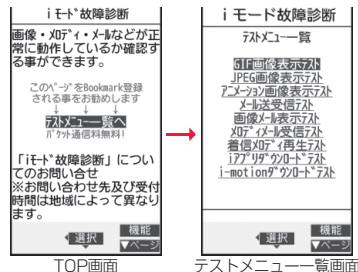 iモード故障診断
画像・メロディ・メールなどが正
常に動作しているか確認す
る事ができます。
このページをBookmark登録
される事をお勧めします
↓ ↓ ↓
テストメニュー一覧へ
パケット通信料無料!
「iモード故障診断」につい
てのお問い合せ
※お問い合わせ先及び受付
時間は地域によって異なり
ます。
選択
機能
▼ページ
TOP画面
iモード故障診断
テストメニュー一覧
GIF画像表示テスト
JPEG画像表示テスト
アニメーション画像表示テスト
メール送受信テスト
画像メール表示テスト
メロディメール受信テスト
着信メロディ再生テスト
iアプリダウンロードテスト
i-motionダウンロードテスト
選択
機能
▼ページ
テストメニュー一覧画面